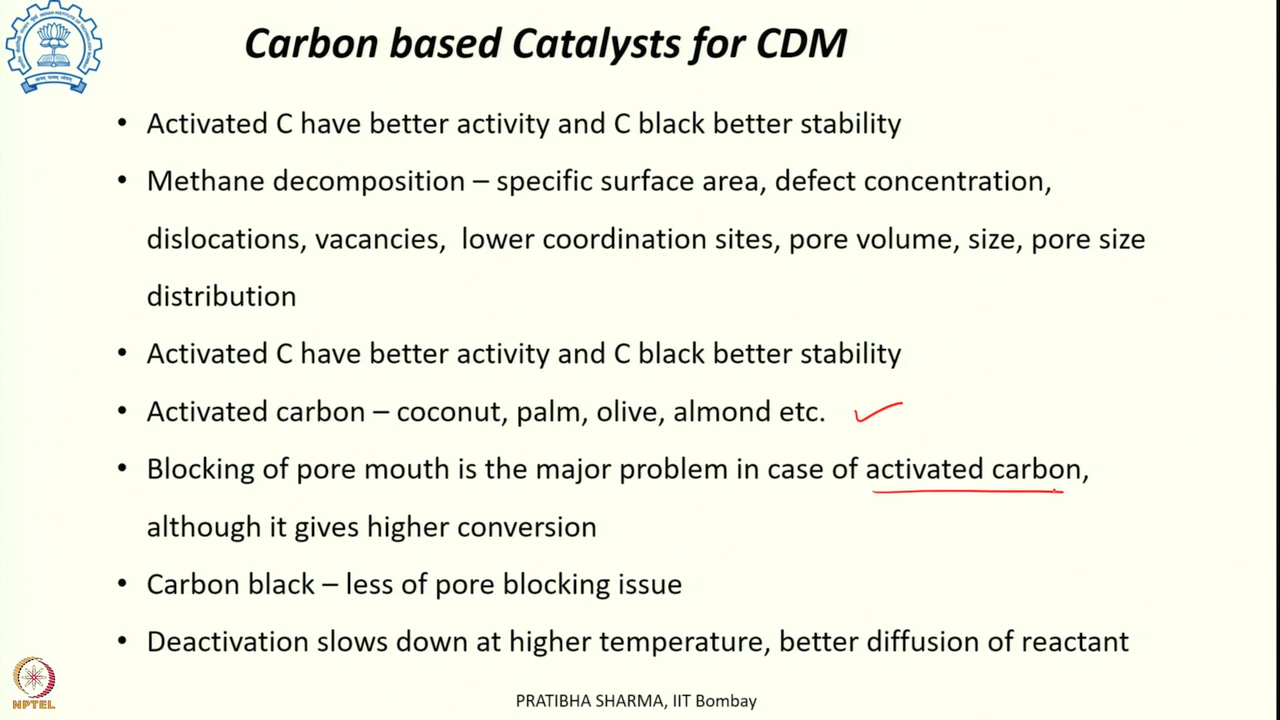 Carbon based Catalysts for CDM
• Activated C have better activity and C black better stability
• Methane decomposition – specific surface area, defect concentration,
dislocations, vacancies, lower coordination sites, pore volume, size, pore size
distribution
• Activated C have better activity and C black better stability
• Activated carbon – coconut, palm, olive, almond etc.
• Blocking of pore mouth is the major problem in case of activated carbon,
although it gives higher conversion
• Carbon black – less of pore blocking issue
• Deactivation slows down at higher temperature, better diffusion of reactant
NPTEL
PRATIBHA SHARMA, IIT Bombay